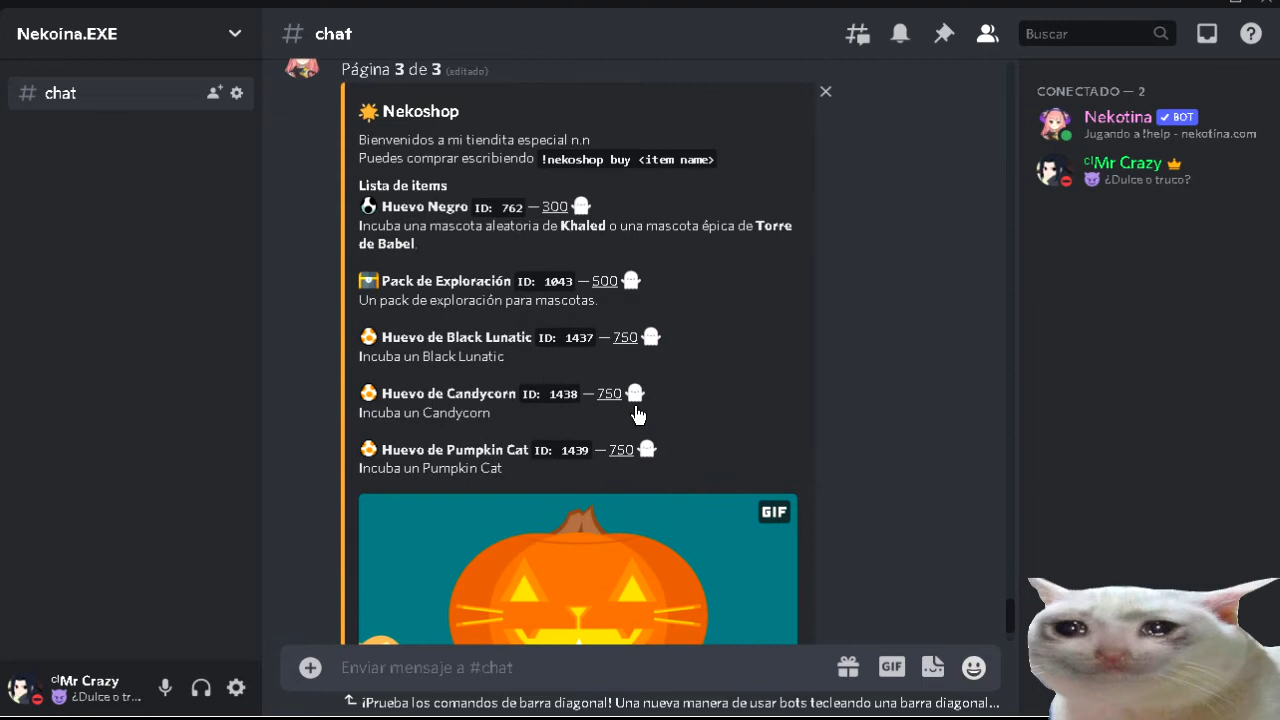 Nekoina.EXE
# chat
Buscar
# chat
Página 3 de 3 (editado)
Nekoshop
Bienvenidos a mi tiendita especial n.n
Puedes comprar escribiendo !nekoshop buy <item name>
Lista de items
Huevo Negro ID: 762 — 300
Incuba una mascota aleatoria de Khaled o una mascota épica de Torre
de Babel.
Pack de Exploración ID: 1043 — 500
Un pack de exploración para mascotas.
Huevo de Black Lunatic ID: 1437 — 750
Incuba un Black Lunatic
Huevo de Candycorn ID: 1438 — 750
Incuba un Candycorn
Huevo de Pumpkin Cat ID: 1439 — 750
Incuba un Pumpkin Cat
GIF
Enviar mensaje a #chat
GIF
¡Prueba los comandos de barra diagonal! Una nueva manera de usar bots tecleando una barra diagonal...
CONECTADO — 2
Nekotina ✓ BOT
Jugando a !help - nekotina.com
ᶜˡMr Crazy
¿Dulce o truco?
ᶜˡMr Crazy
¿Dulce o tr...